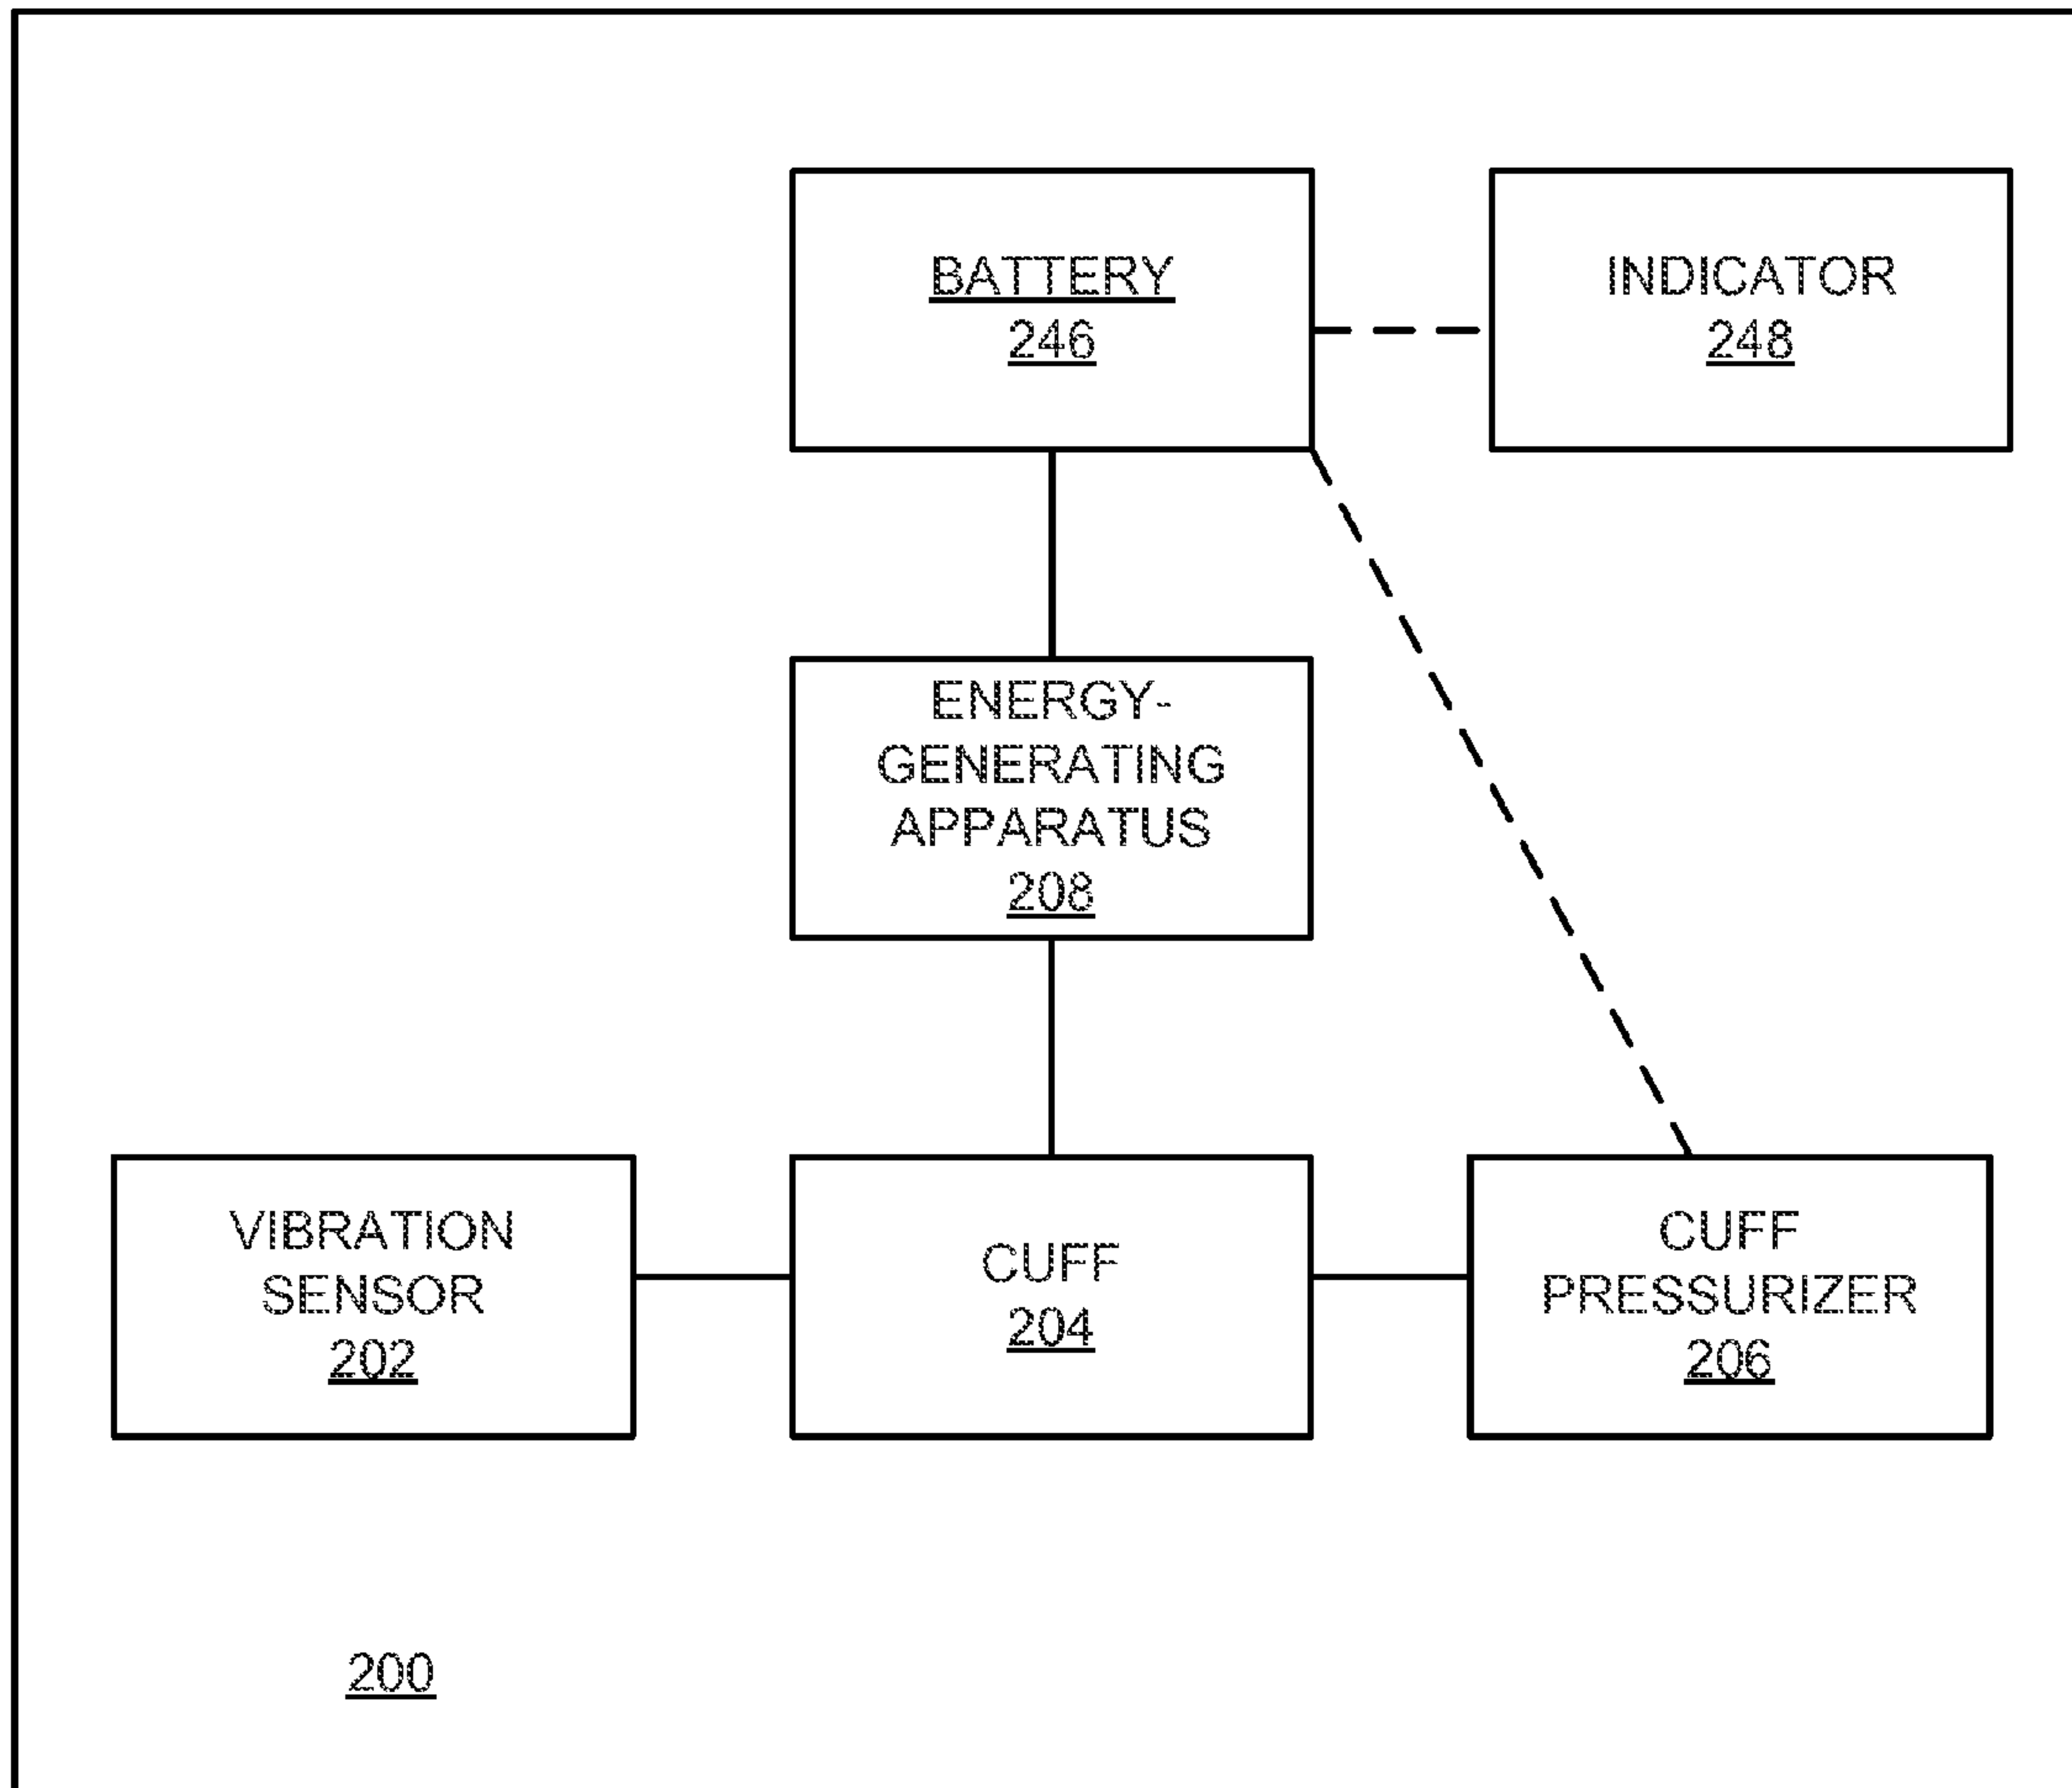 BATTERY
246
INDICATOR
248
ENERGY-
GENERATING
APPARATUS
208
VIBRATION
SENSOR
202
CUFF
204
CUFF
PRESSURIZER
206
200